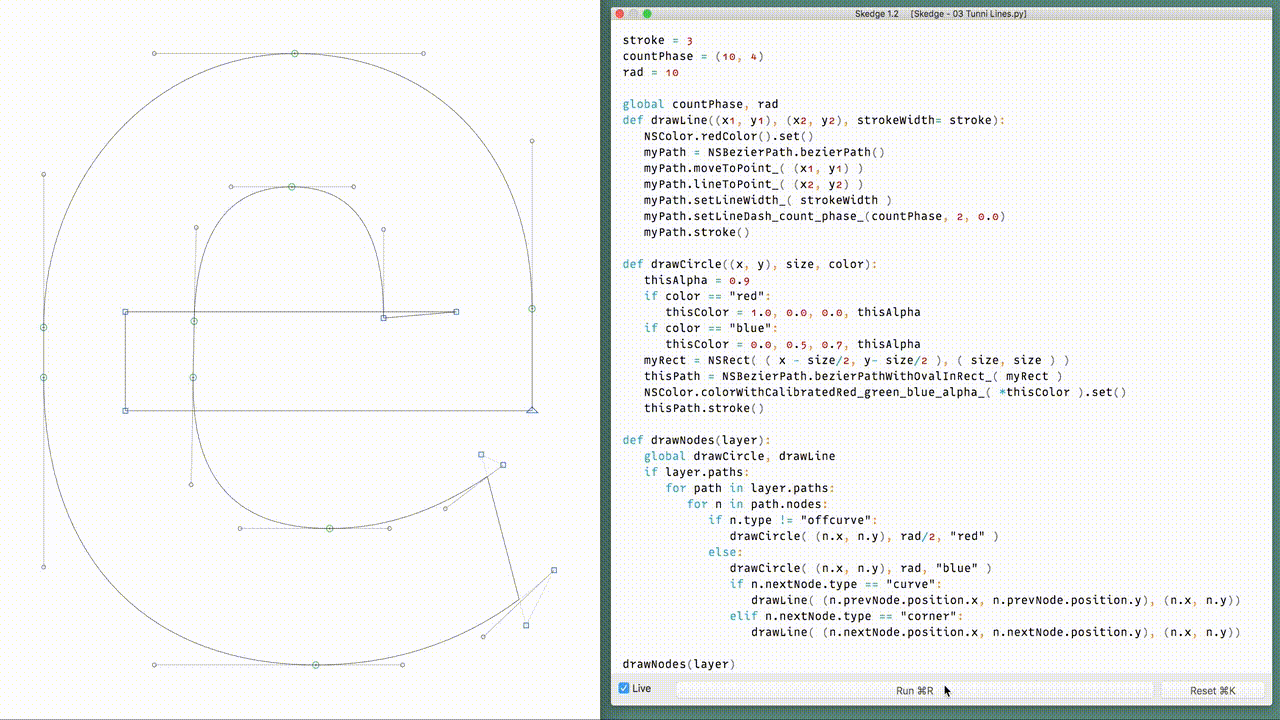 Skedge 1.2 [Skedge - 03 Tunni Lines.py]
stroke = 3
countPhase = (10, 4)
rad = 10
global countPhase, rad
def drawLine((x1, y1), (x2, y2), strokeWidth= stroke):
NSColor.redColor().set()
myPath = NSBezierPath.bezierPath()
myPath.moveToPoint_( (x1, y1) )
myPath.lineToPoint_( (x2, y2) )
myPath.setLineWidth_( strokeWidth )
myPath.setLineDash_count_phase_(countPhase, 2, 0.0)
myPath.stroke()
def drawCircle((x, y), size, color):
thisAlpha = 0.9
if color == "red":
thisColor = 1.0, 0.0, 0.0, thisAlpha
if color == "blue":
thisColor = 0.0, 0.5, 0.7, thisAlpha
myRect = NSRect( ( x - size/2, y- size/2 ), ( size, size ) )
thisPath = NSBezierPath.bezierPathWithOvalInRect_( myRect )
NSColor.colorWithCalibratedRed_green_blue_alpha_( *thisColor ).set()
thisPath.stroke()
def drawNodes(layer):
global drawCircle, drawLine
if layer.paths:
for path in layer.paths:
for n in path.nodes:
if n.type != "offcurve":
drawCircle( (n.x, n.y), rad/2, "red" )
else:
drawCircle( (n.x, n.y), rad, "blue" )
if n.nextNode.type == "curve":
drawLine( (n.prevNode.position.x, n.prevNode.position.y), (n.x, n.y))
elif n.nextNode.type == "corner":
drawLine( (n.nextNode.position.x, n.nextNode.position.y), (n.x, n.y))
drawNodes(layer)
Live Run ⌘R Reset ⌘K